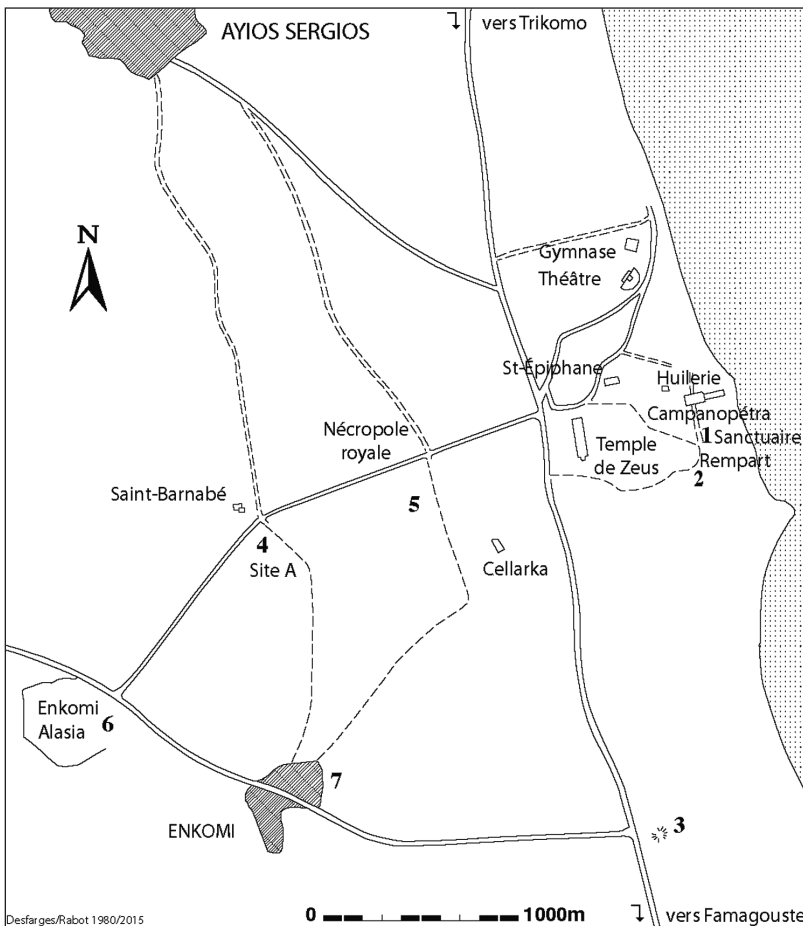 AYIOS SERGIOS
vers Trikomo
N
Gymnase
Théâtre
St-Épiphane
Huilerie
Campanopétra
1 Sanctuaire
Rempart
2
Temple
de Zeus
Nécropole
royale
5
Saint-Barnabé
4
Site A
Cellarka
Enkomi
Alasia
6
7
ENKOMI
3
Desfarges/Rabot 1980/2015
0 1000m
vers Famagouste